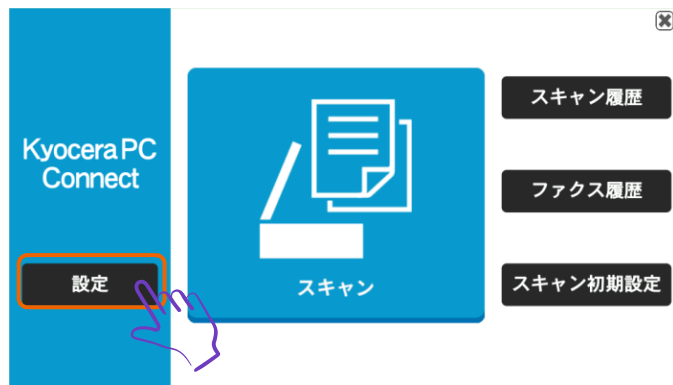 Kyocera PC
Connect
設定
スキャン
スキャン履歴
ファクス履歴
スキャン初期設定